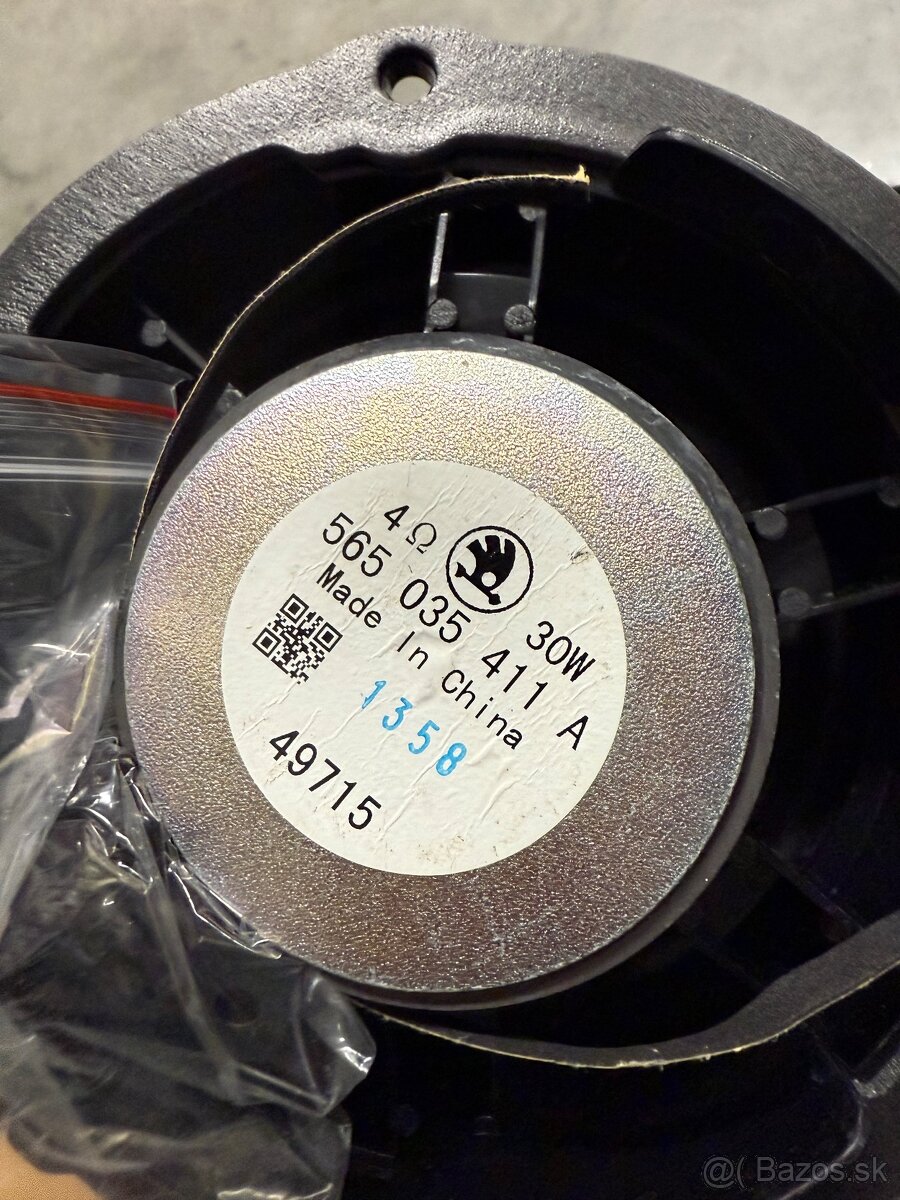 4Ω 30W
565 035 411 A
Made In China
1358
49715
@( Bazos.sk